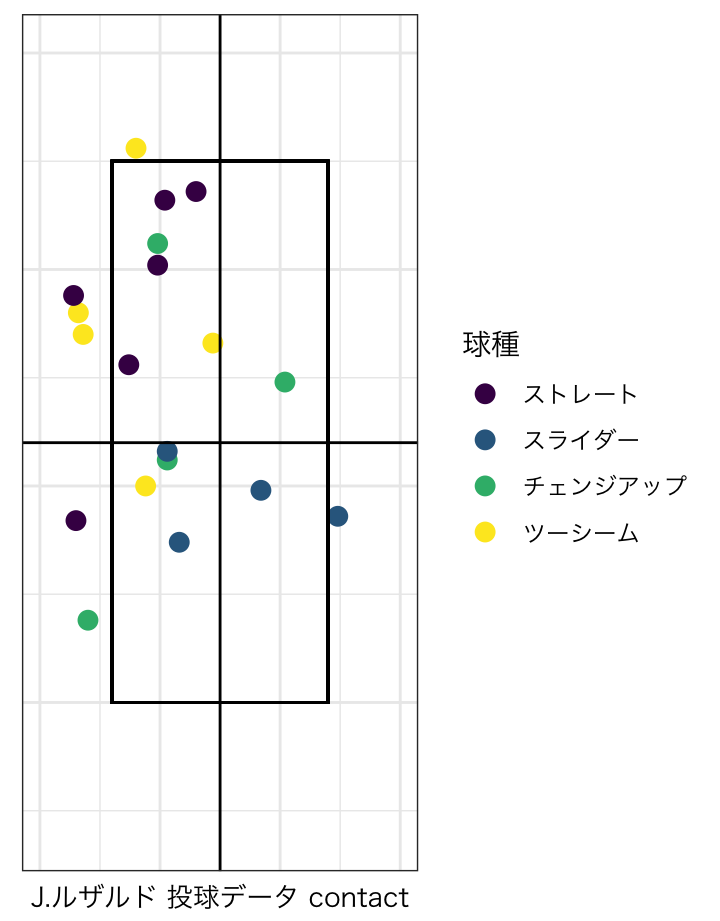 球種
ストレート
スライダー
チェンジアップ
ツーシーム
J.ルザルド 投球データ contact